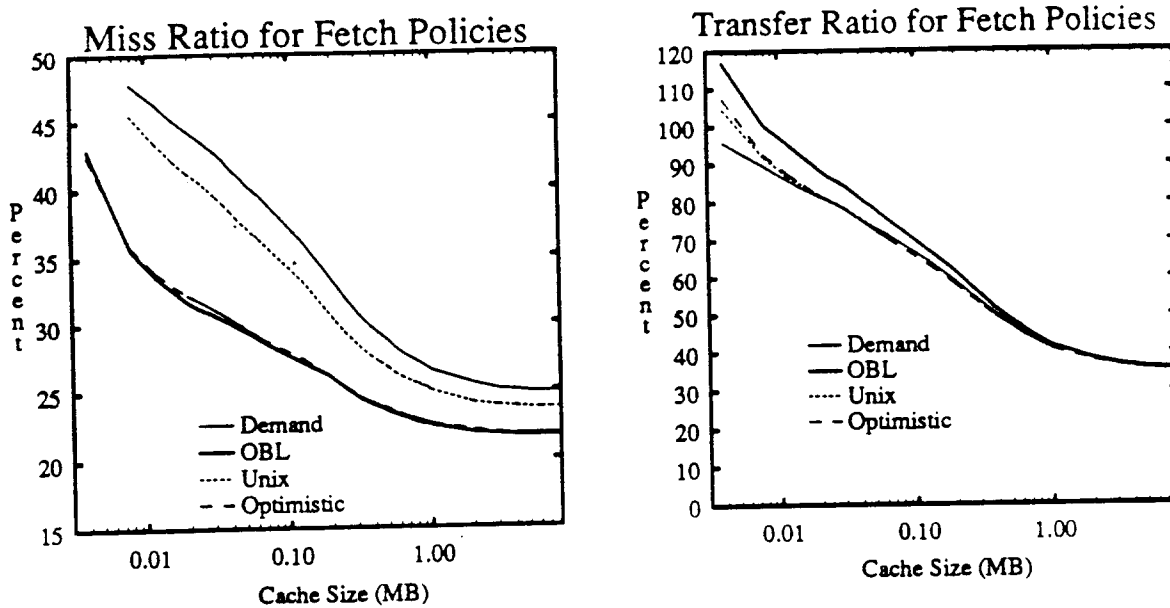 Miss Ratio for Fetch Policies
50
45
40
35
30
25
20
15
Percent
Demand
OBL
Unix
Optimistic
0.01
0.10
1.00
Cache Size (MB)
Transfer Ratio for Fetch Policies
120
110
100
90
80
70
60
50
40
30
20
10
0
Percent
Demand
OBL
Unix
Optimistic
0.01
0.10
1.00
Cache Size (MB)